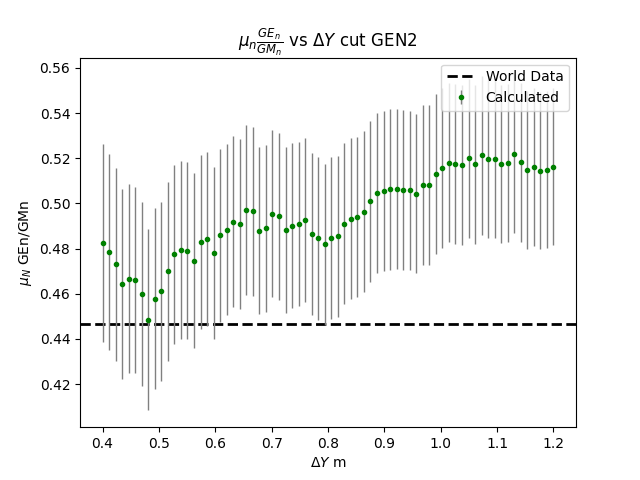 μn GEn/GMn vs ΔY cut GEN2
World Data
Calculated
0.56
0.54
0.52
0.50
0.48
0.46
0.44
0.42
μN GEn/GMn
0.4 0.5 0.6 0.7 0.8 0.9 1.0 1.1 1.2
ΔY m